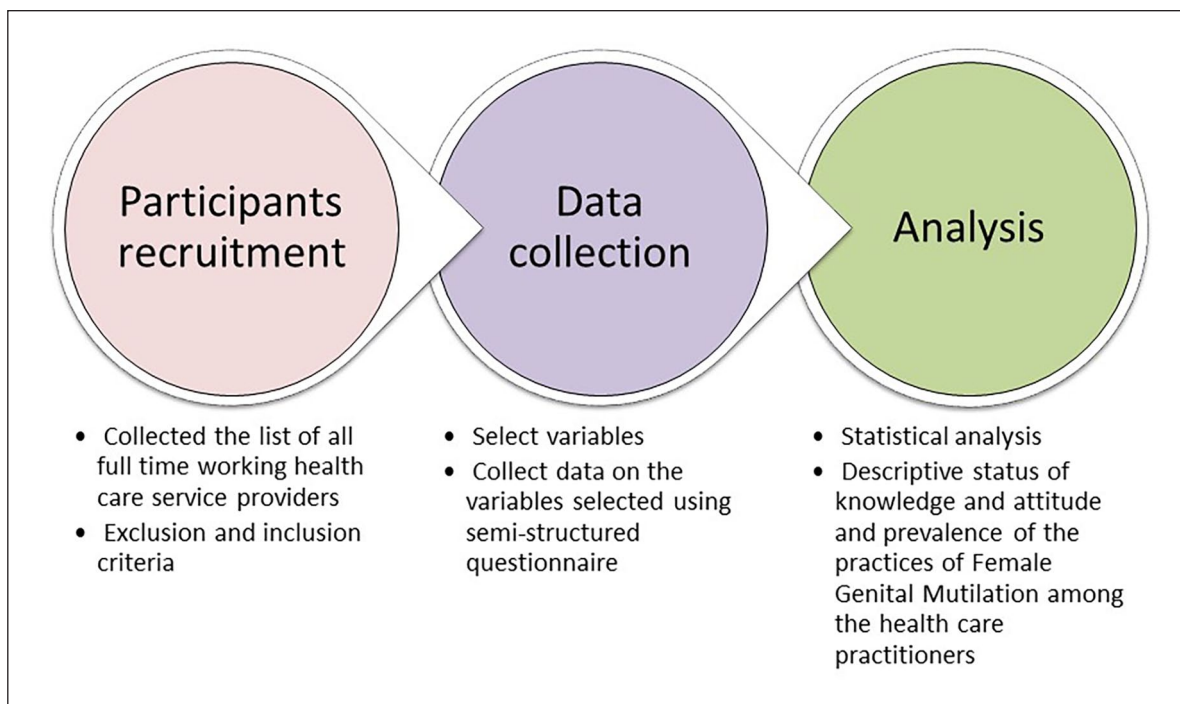 Participants
recruitment
• Collected the list of all
full time working health
care service providers
• Exclusion and inclusion
criteria
Data
collection
• Select variables
• Collect data on the
variables selected using
semi-structured
questionnaire
Analysis
• Statistical analysis
• Descriptive status of
knowledge and attitude
and prevalence of the
practices of Female
Genital Mutilation among
the health care
practitioners